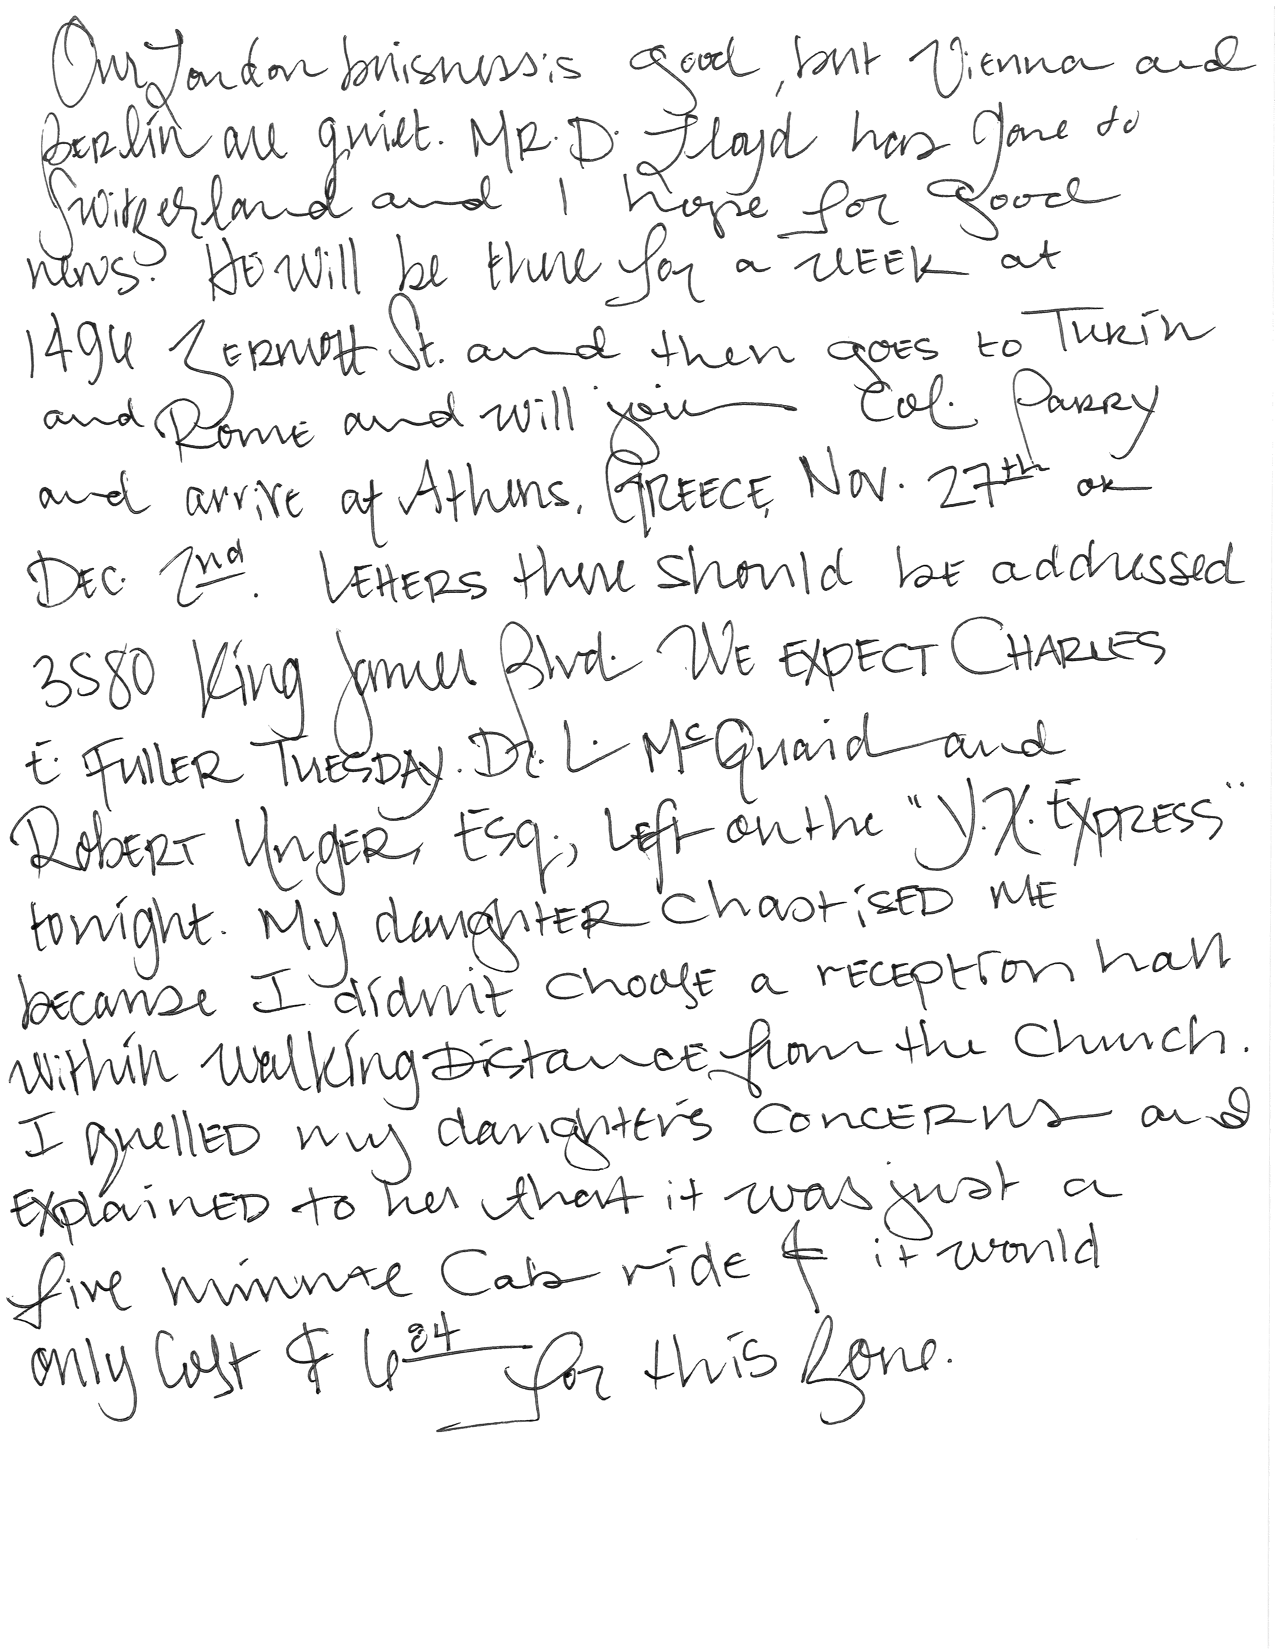 Our London buisness is good, but Vienna and
Berlin are quiet. MR. D. Floyd has gone to
Switzerland and I hope for good
news. He will be there for a WEEK at
1496 ZERMOTT St. and then goes to TURIN
and ROME and will join Col. PARRY
and arrive at Athens, GREECE, Nov. 27th or
DEC. 2nd. LETTERS there should be addressed
3580 King James Blvd. WE EXPECT CHARLES
E. FULLER TUESDAY. Dr. L. McQuaid and
ROBERT UNGER, ESq., Left on the "Y.X. EXPRESS"
tonight. My daughter chastised ME
because I didn't choose a reception hall
within walking DISTANCE from the church.
I quelled my daughter's concerns and
explained to her that it was just a
five minute cab ride & it would
only cost $6.84 for this zone.